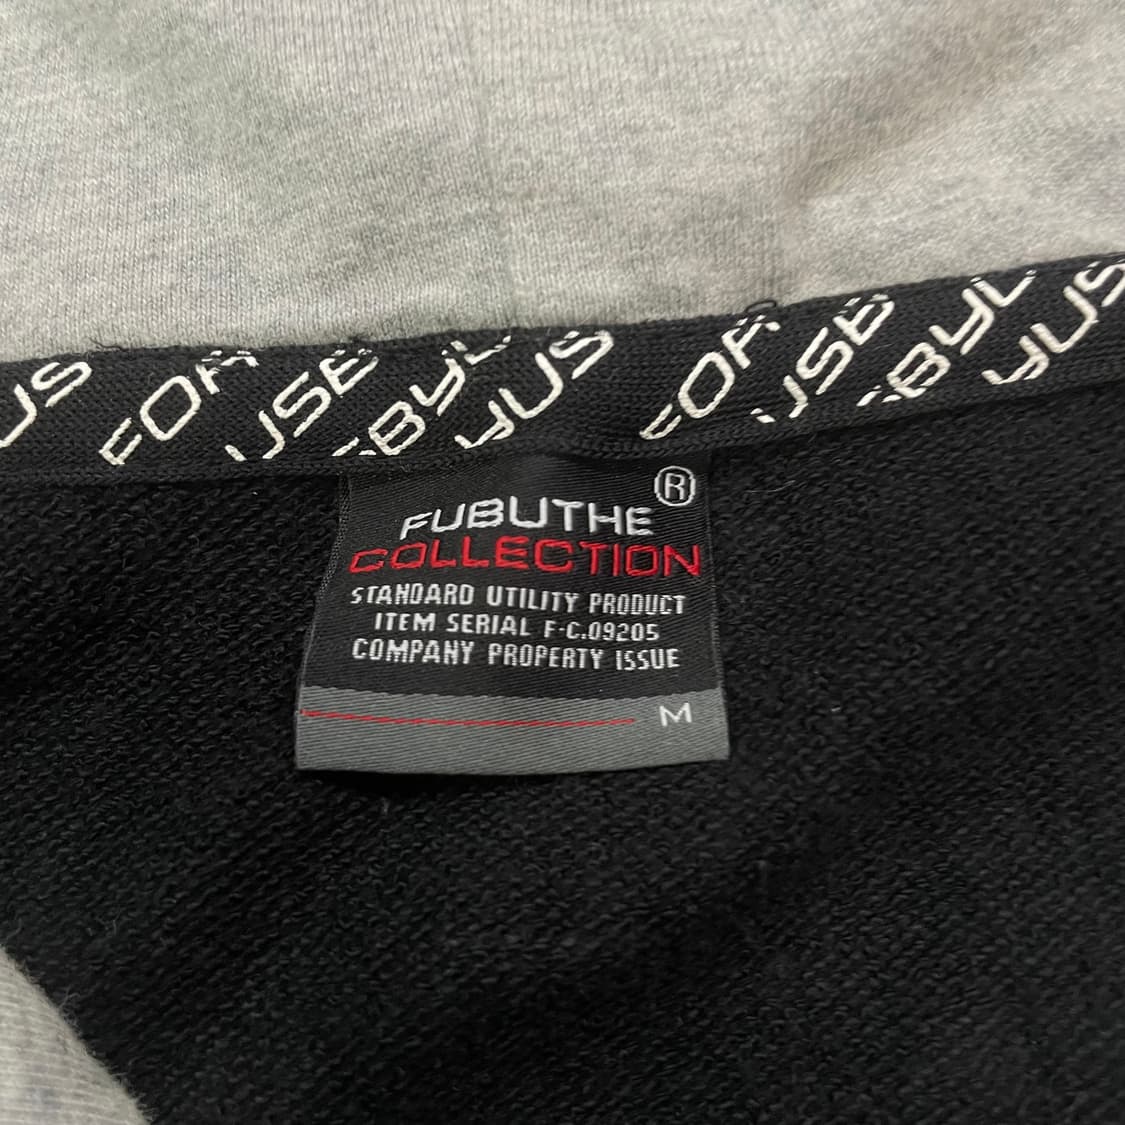 US FOR USE BY US FOR USE BY US
FUBUTHE®
COLLECTION
STANDARD UTILITY PRODUCT
ITEM SERIAL F-C.09205
COMPANY PROPERTY ISSUE
M